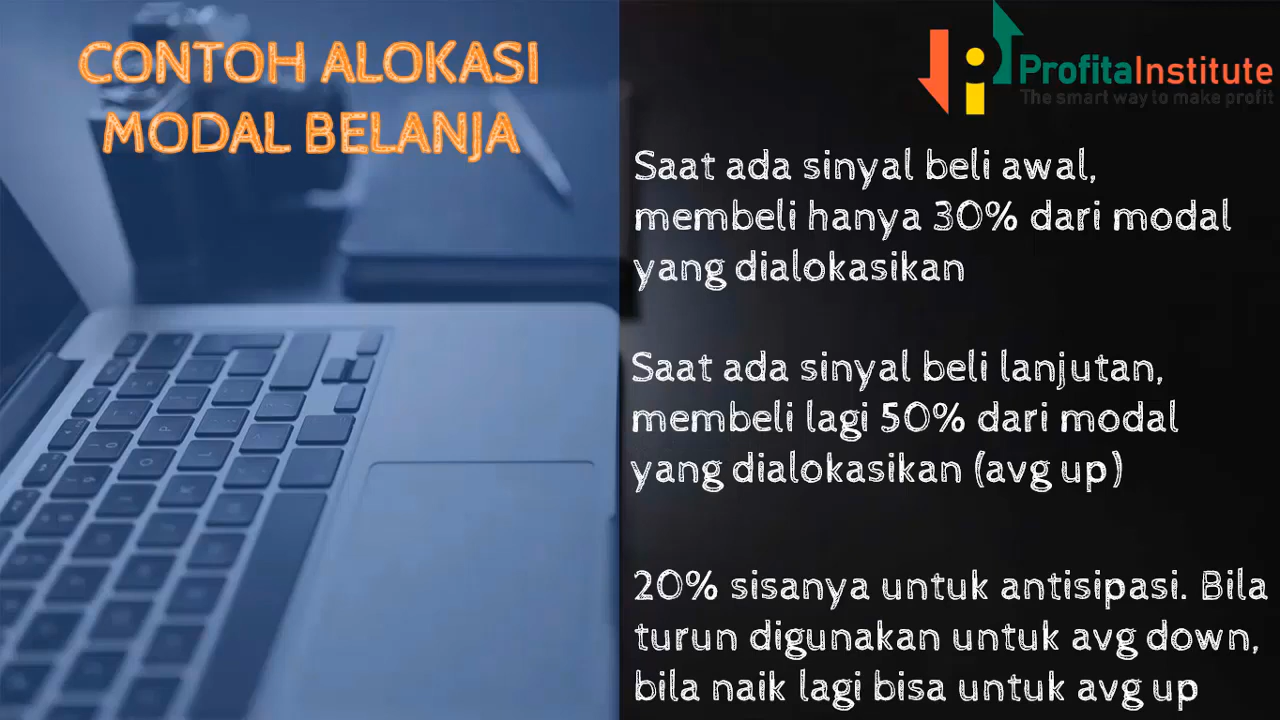 CONTOH ALOKASI
MODAL BELANJA
ProfitaInstitute
The smart way to make profit
Saat ada sinyal beli awal,
membeli hanya 30% dari modal
yang dialokasikan
Saat ada sinyal beli lanjutan,
membeli lagi 50% dari modal
yang dialokasikan (avg up)
20% sisanya untuk antisipasi. Bila
turun digunakan untuk avg down,
bila naik lagi bisa untuk avg up